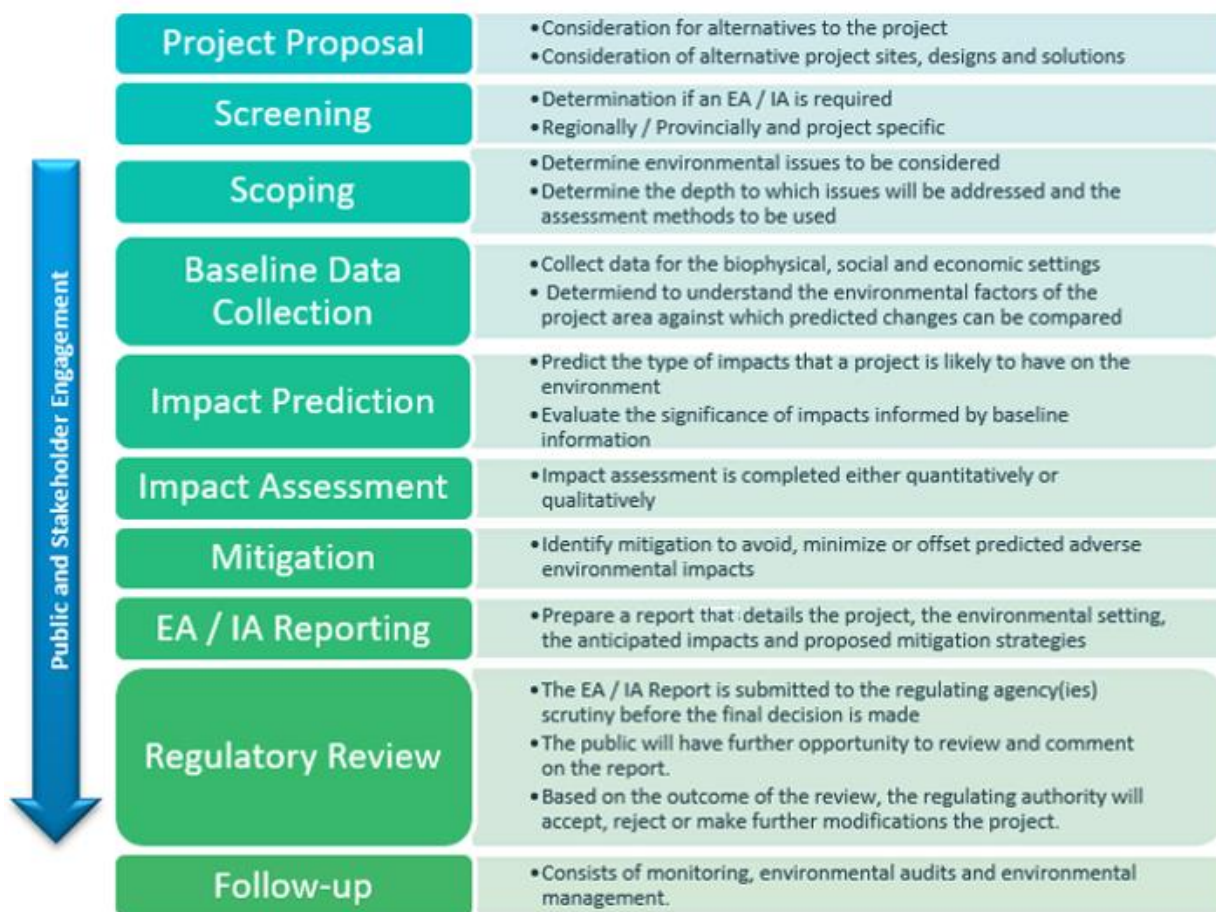 Project Proposal
•Consideration for alternatives to the project
•Consideration of alternative project sites, designs and solutions
Screening
•Determination if an EA / IA is required
•Regionally / Provincially and project specific
Scoping
•Determine environmental issues to be considered
•Determine the depth to which issues will be addressed and the
assessment methods to be used
Baseline Data
Collection
•Collect data for the biophysical, social and economic settings
• Determiend to understand the environmental factors of the
project area against which predicted changes can be compared
Impact Prediction
•Predict the type of impacts that a project is likely to have on the
environment
•Evaluate the significance of impacts informed by baseline
information
Impact Assessment
•Impact assessment is completed either quantitatively or
qualitatively
Mitigation
•Identify mitigation to avoid, minimize or offset predicted adverse
environmental impacts
EA / IA Reporting
•Prepare a report that details the project, the environmental setting,
the anticipated impacts and proposed mitigation strategies
Regulatory Review
•The EA / IA Report is submitted to the regulating agency(ies)
scrutiny before the final decision is made
•The public will have further opportunity to review and comment
on the report.
•Based on the outcome of the review, the regulating authority will
accept, reject or make further modifications the project.
Follow-up
•Consists of monitoring, environmental audits and environmental
management.
Public and Stakeholder Engagement